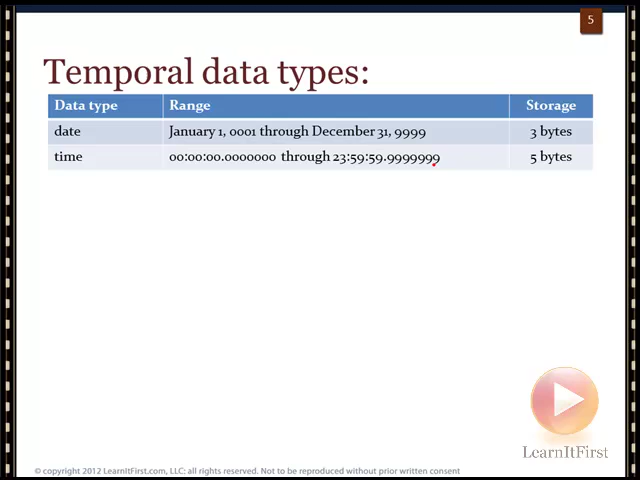 5
Temporal data types:
Data type Range Storage
date January 1, 0001 through December 31, 9999 3 bytes
time 00:00:00.0000000 through 23:59:59.9999999 5 bytes
LearnItFirst
© copyright 2012 LearnItFirst.com, LLC; all rights reserved. Not to be reproduced without prior written consent